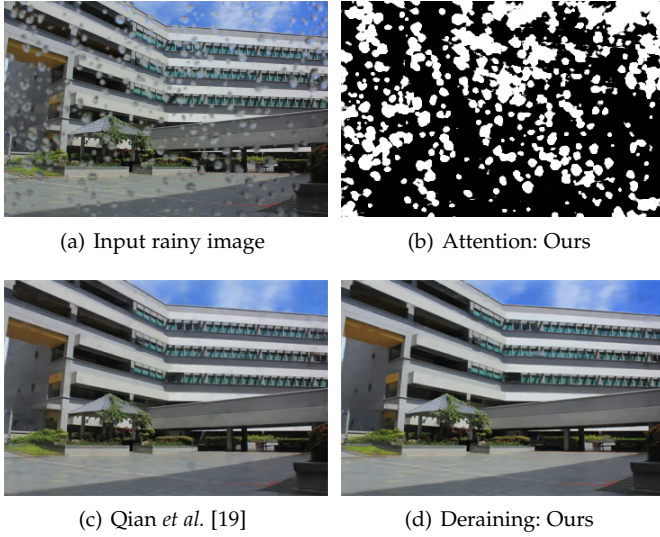 (a) Input rainy image
(b) Attention: Ours
(c) Qian et al. [19]
(d) Deraining: Ours